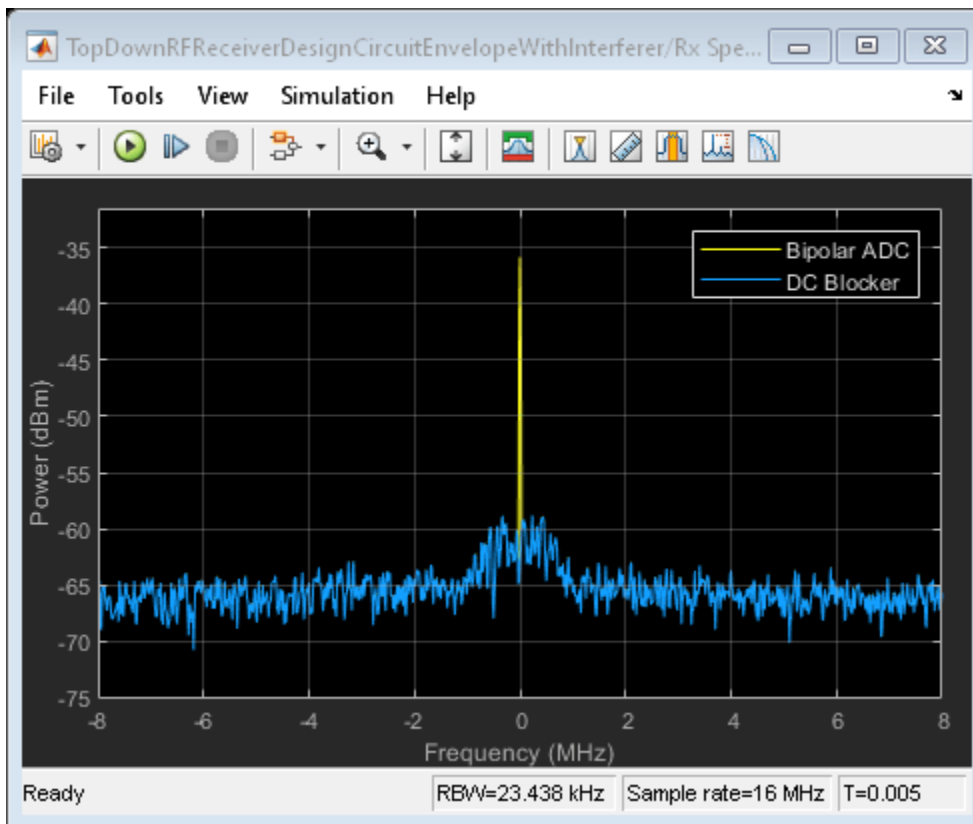 TopDownRFReceiverDesignCircuitEnvelopeWithInterferer/Rx Spe...
File Tools View Simulation Help
Bipolar ADC
DC Blocker
Power (dBm)
-35
-40
-45
-50
-55
-60
-65
-70
-75
-8 -6 -4 -2 0 2 4 6 8
Frequency (MHz)
Ready RBW=23.438 kHz Sample rate=16 MHz T=0.005